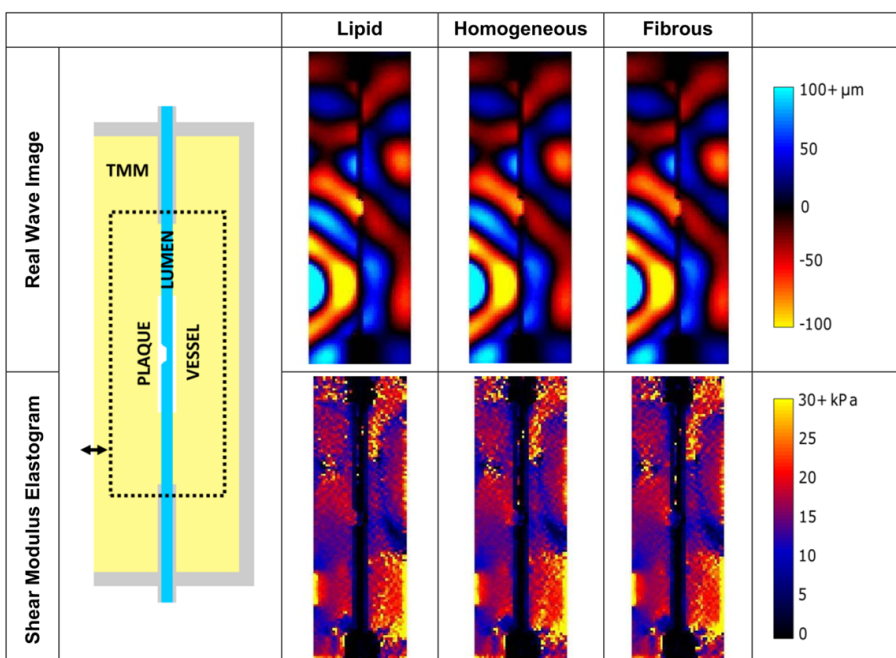 Lipid Homogeneous Fibrous
Real Wave Image
TMM
LUMEN
PLAQUE
VESSEL
100+ µm
50
0
-50
-100
Shear Modulus Elastogram
30+ kPa
25
20
15
10
5
0